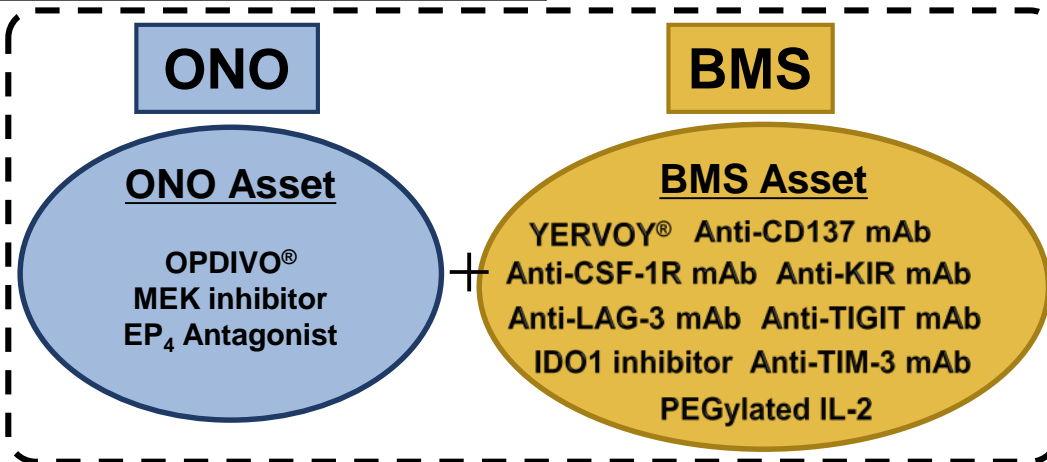 ONO
ONO Asset
OPDIVO®
MEK inhibitor
EP₄ Antagonist
+
BMS
BMS Asset
YERVOY® Anti-CD137 mAb
Anti-CSF-1R mAb Anti-KIR mAb
Anti-LAG-3 mAb Anti-TIGIT mAb
IDO1 inhibitor Anti-TIM-3 mAb
PEGylated IL-2